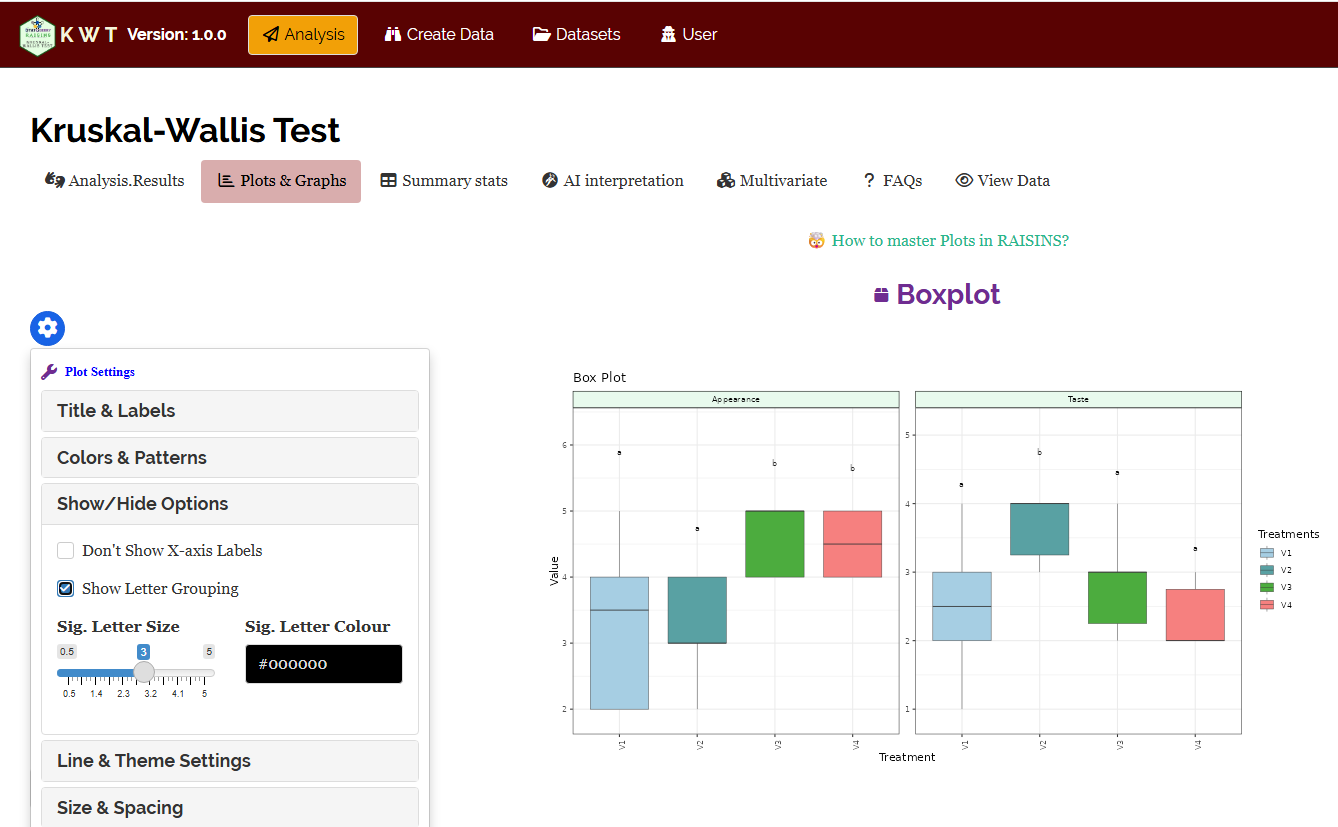 K W T Version: 1.0.0 Analysis Create Data Datasets User
Kruskal-Wallis Test
Analysis.Results Plots & Graphs Summary stats AI interpretation Multivariate ? FAQs View Data
How to master Plots in RAISINS?
Boxplot
Plot Settings
Title & Labels
Colors & Patterns
Show/Hide Options
Don't Show X-axis Labels
Show Letter Grouping
Sig. Letter Size Sig. Letter Colour
0.5 3 5
#000000
0.5 1.4 2.3 3.2 4.1 5
Line & Theme Settings
Size & Spacing
Box Plot
Appearance Taste
Value
6
5
4
3
2
a a b b
5
4
3
2
1
a b a a
V1 V2 V3 V4 V1 V2 V3 V4
Treatment
Treatments
V1
V2
V3
V4